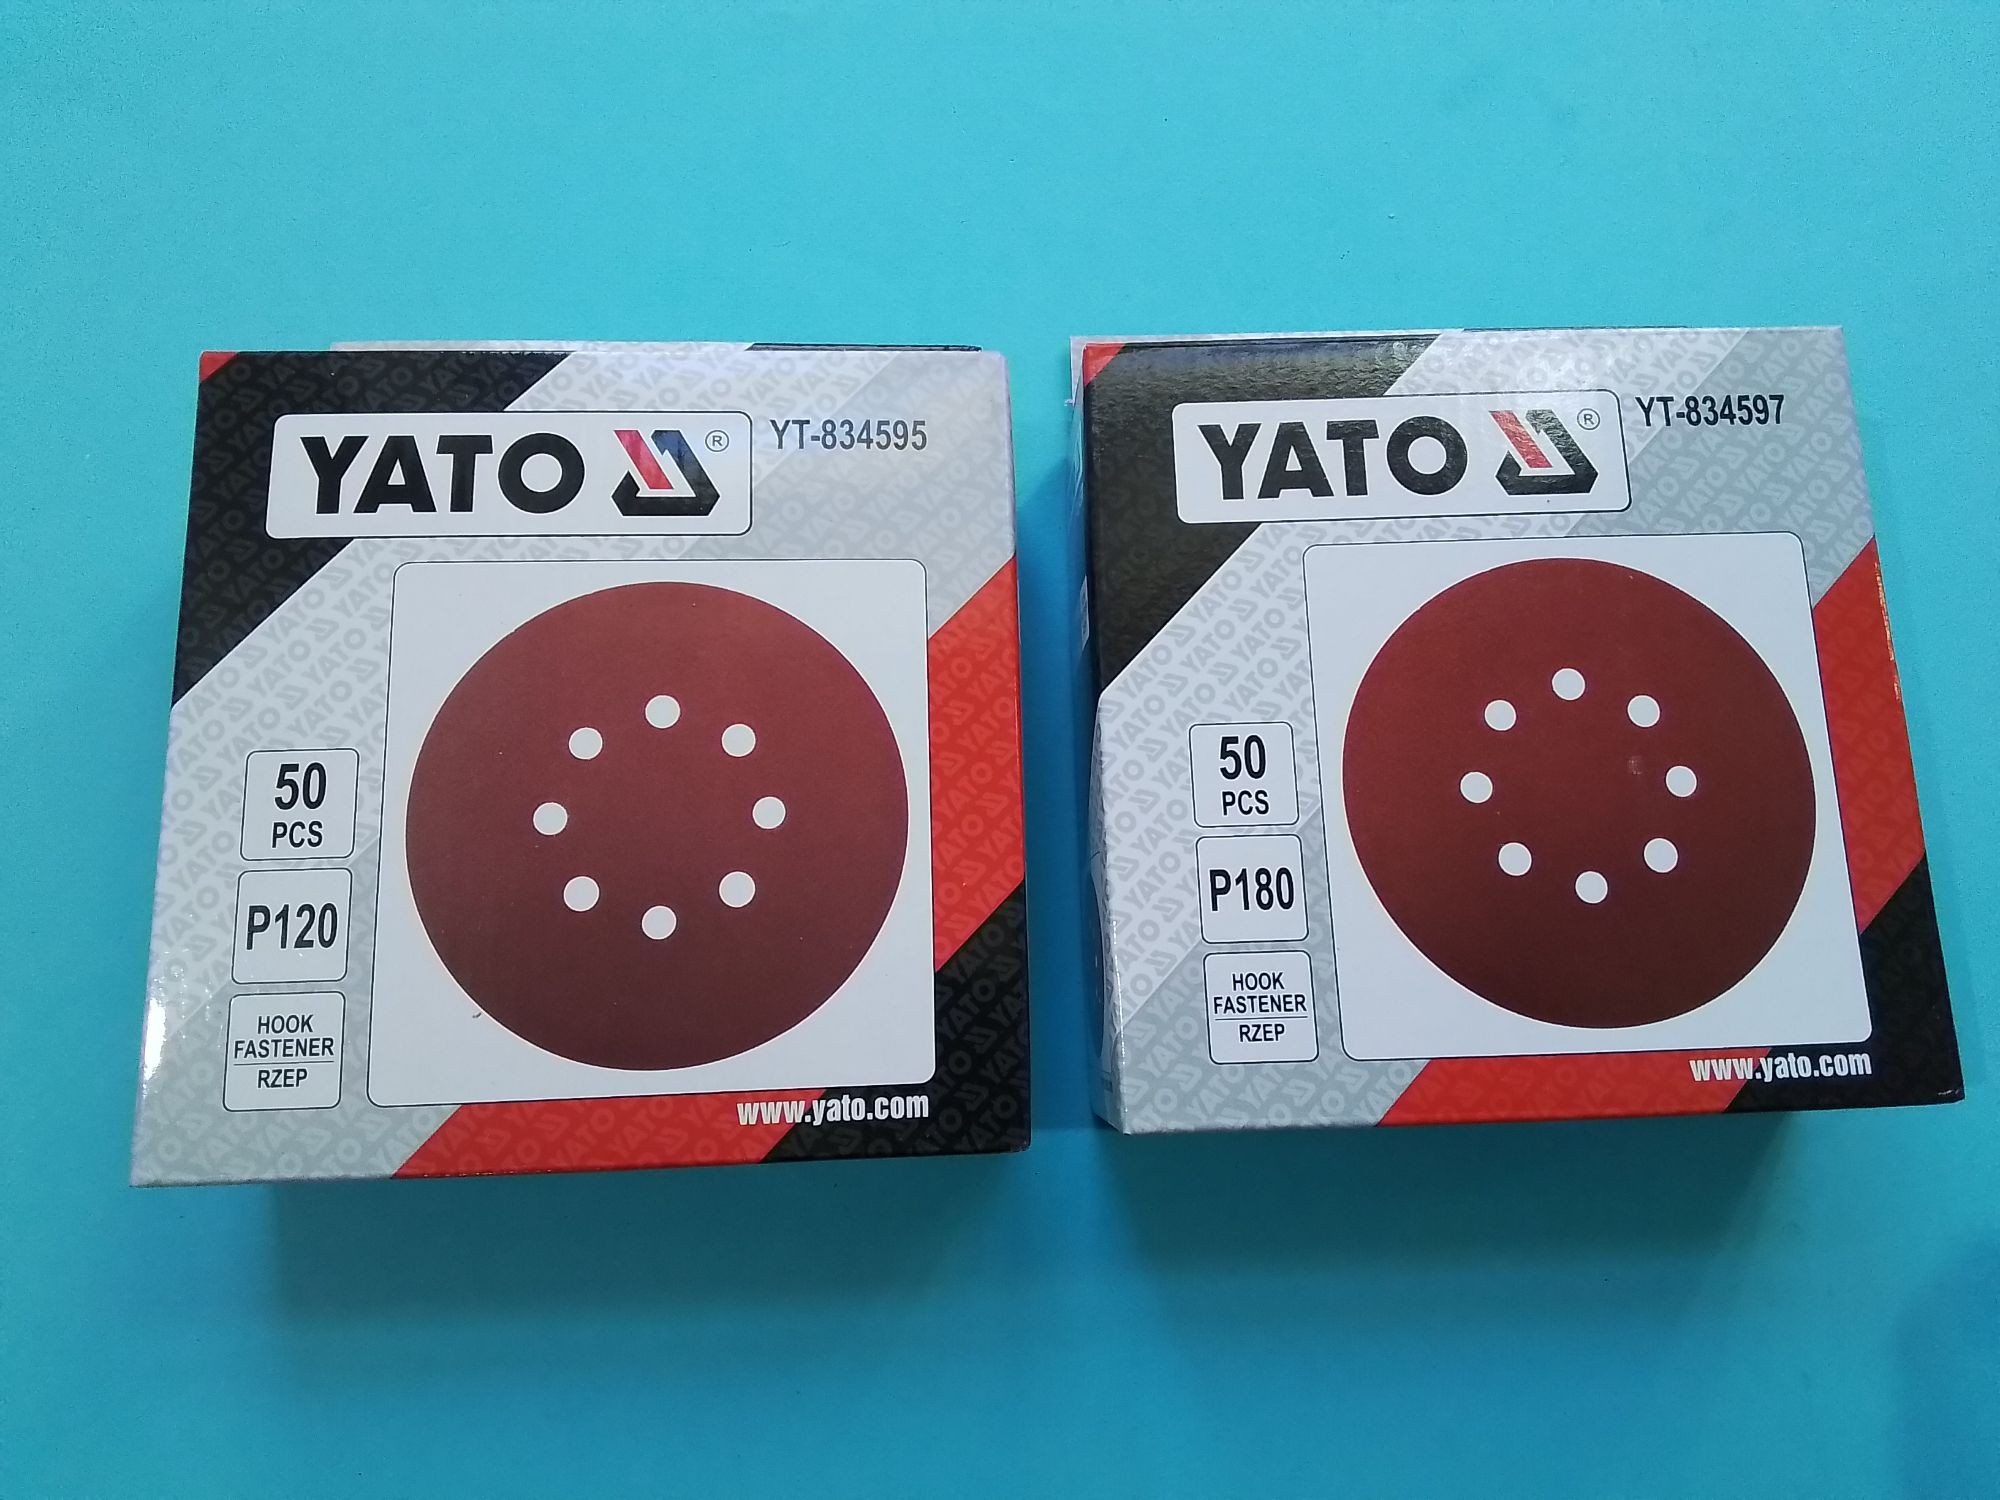 YATO ®
YT-834595
50
PCS
P120
HOOK
FASTENER
RZEP
www.yato.com
YATO ®
YT-834597
50
PCS
P180
HOOK
FASTENER
RZEP
www.yato.com